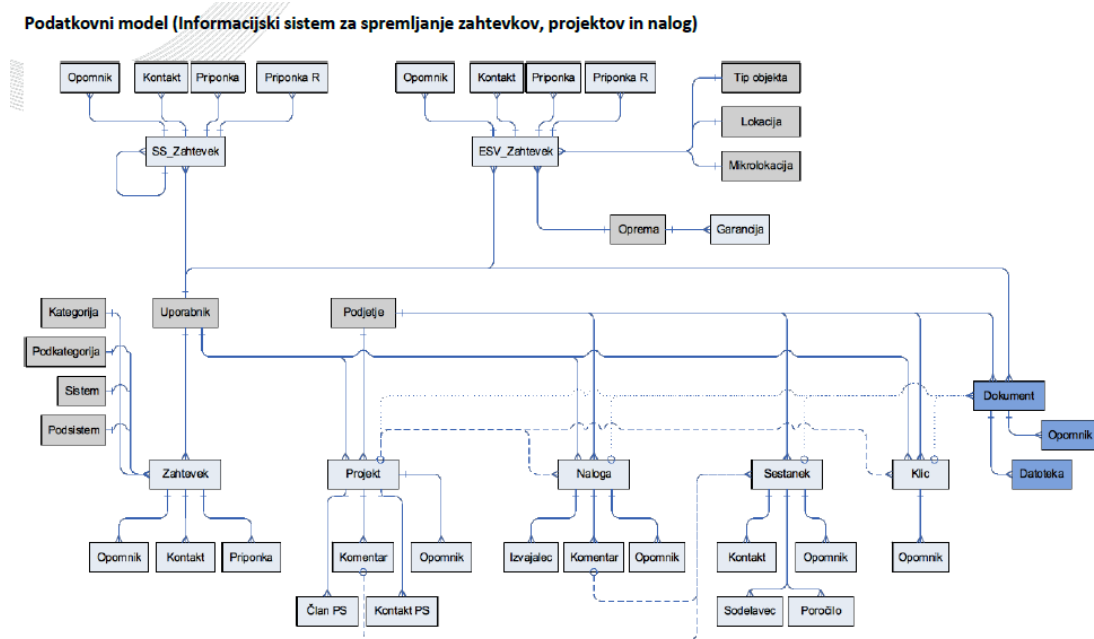 Podatkovni model (Informacijski sistem za spremljanje zahtevkov, projektov in nalog)
Opomnik Kontakt Priponka Priponka R Opomnik Kontakt Priponka Priponka R Tip objekta
Lokacija
SS_Zahtevek ESV_Zahtevek
Mikrolokacija
Oprema Garancija
Kategorija Uporabnik Podjetje
Podkategorija
Sistem Dokument
Podsistem Opomnik
Zahtevek Projekt Naloga Sestanek Klic Datoteka
Opomnik Kontakt Priponka Komentar Opomnik Izvajalec Komentar Opomnik Kontakt Opomnik Opomnik
Član PS Kontakt PS Sodelavec Poročilo